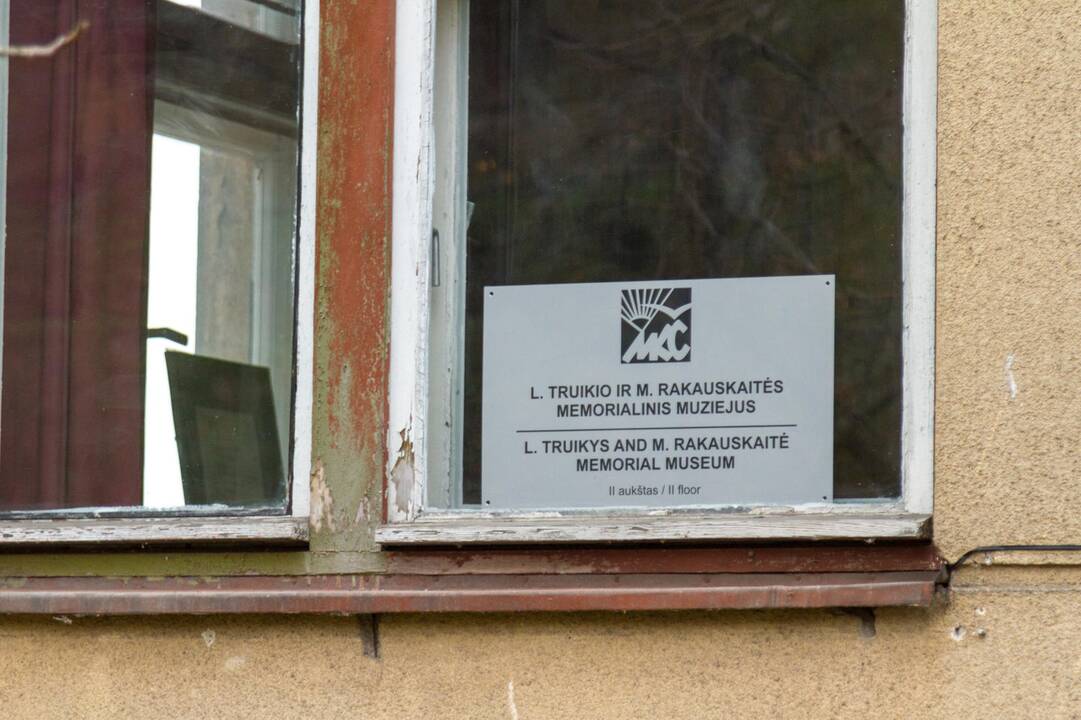 MKC
L. TRUIKIO IR M. RAKAUSKAITĖS
MEMORIALINIS MUZIEJUS
L. TRUIKYS AND M. RAKAUSKAITĖ
MEMORIAL MUSEUM
II aukštas / II floor